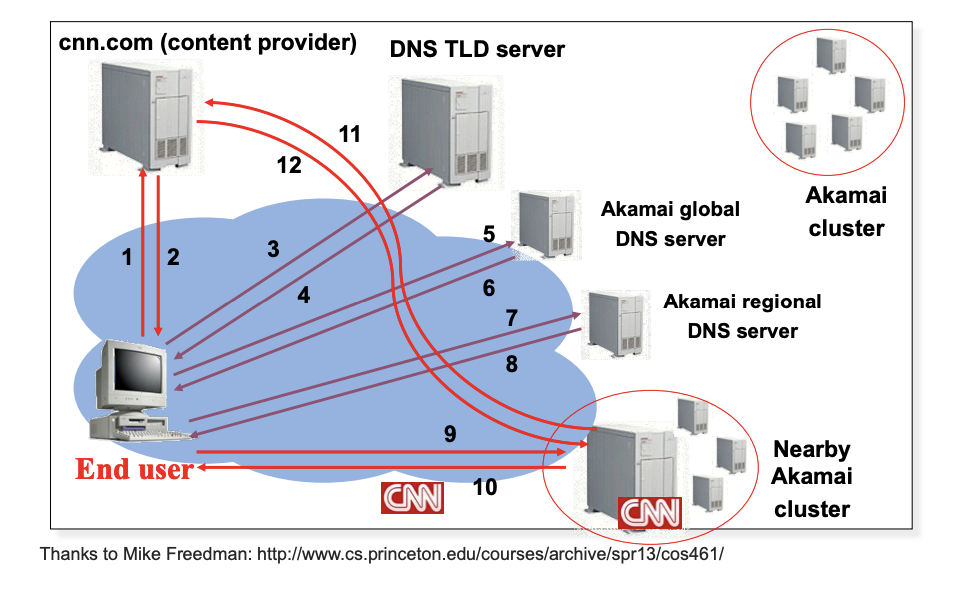 cnn.com (content provider)
DNS TLD server
11
12
Akamai
cluster
Akamai global
DNS server
1
2
3
4
5
6
Akamai regional
DNS server
7
8
9
Nearby
Akamai
cluster
End user
10
CNN
CNN
Thanks to Mike Freedman: http://www.cs.princeton.edu/courses/archive/spr13/cos461/